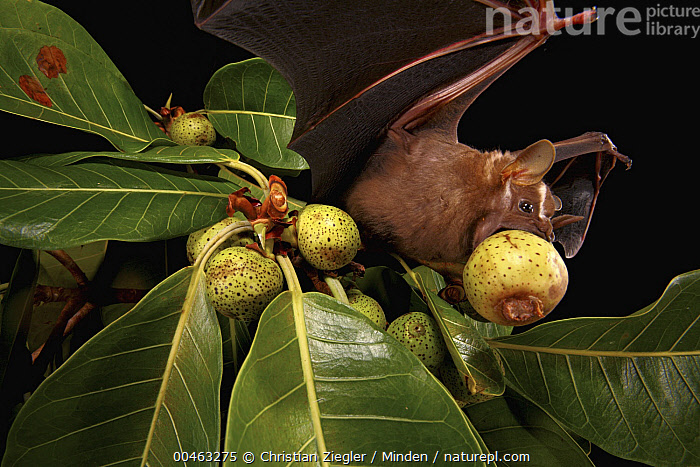 nature picture library
00463275 © Christian Ziegler / Minden / naturepl.com